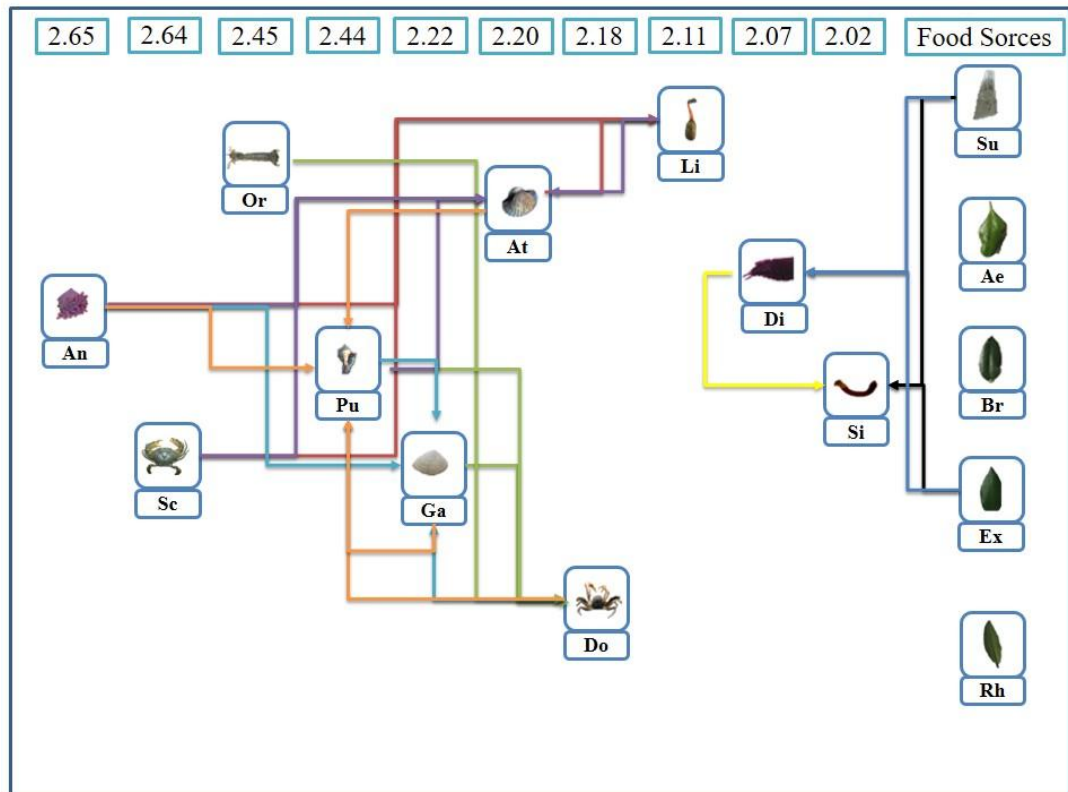 2.65 2.64 2.45 2.44 2.22 2.20 2.18 2.11 2.07 2.02 Food Sorces
Su
Li
Or
At
Ae
Di
An
Pu
Br
Si
Sc
Ga
Ex
Do
Rh